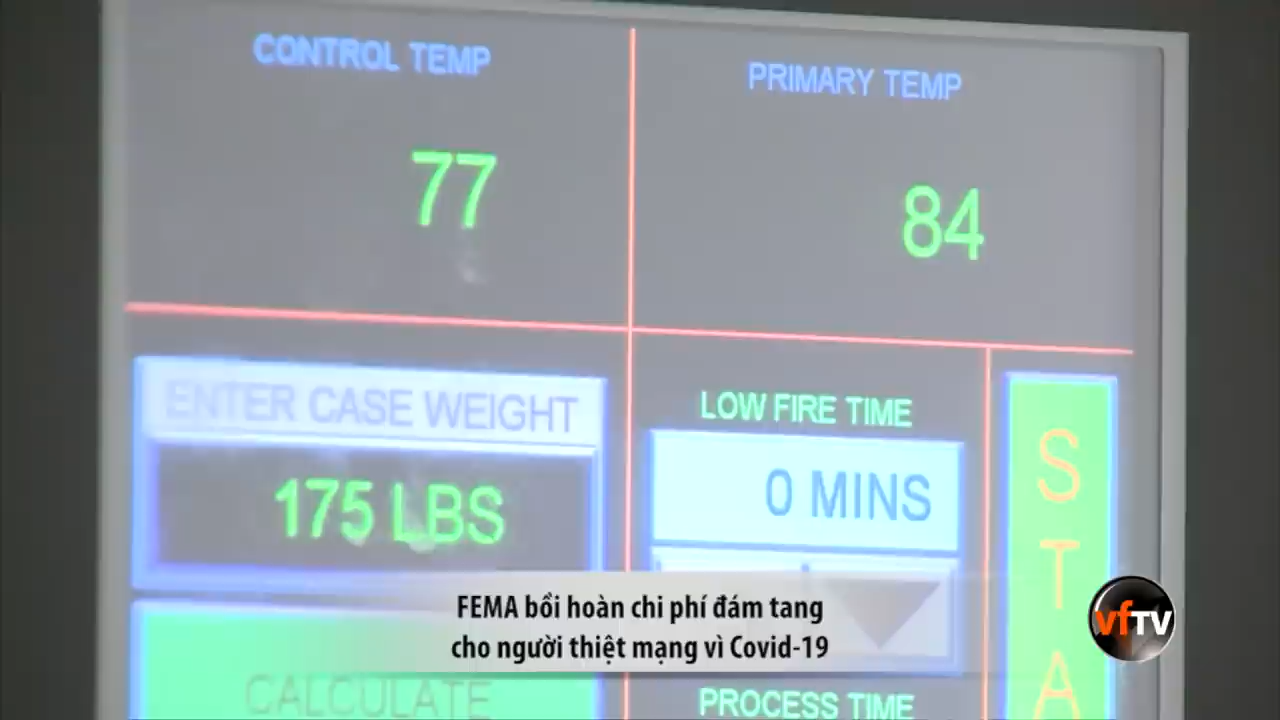 CONTROL TEMP
PRIMARY TEMP
77
84
ENTER CASE WEIGHT
175 LBS
LOW FIRE TIME
0 MINS
STA
CALCULATE
PROCESS TIME
FEMA bồi hoàn chi phí đám tang
cho người thiệt mạng vì Covid-19
vfTV